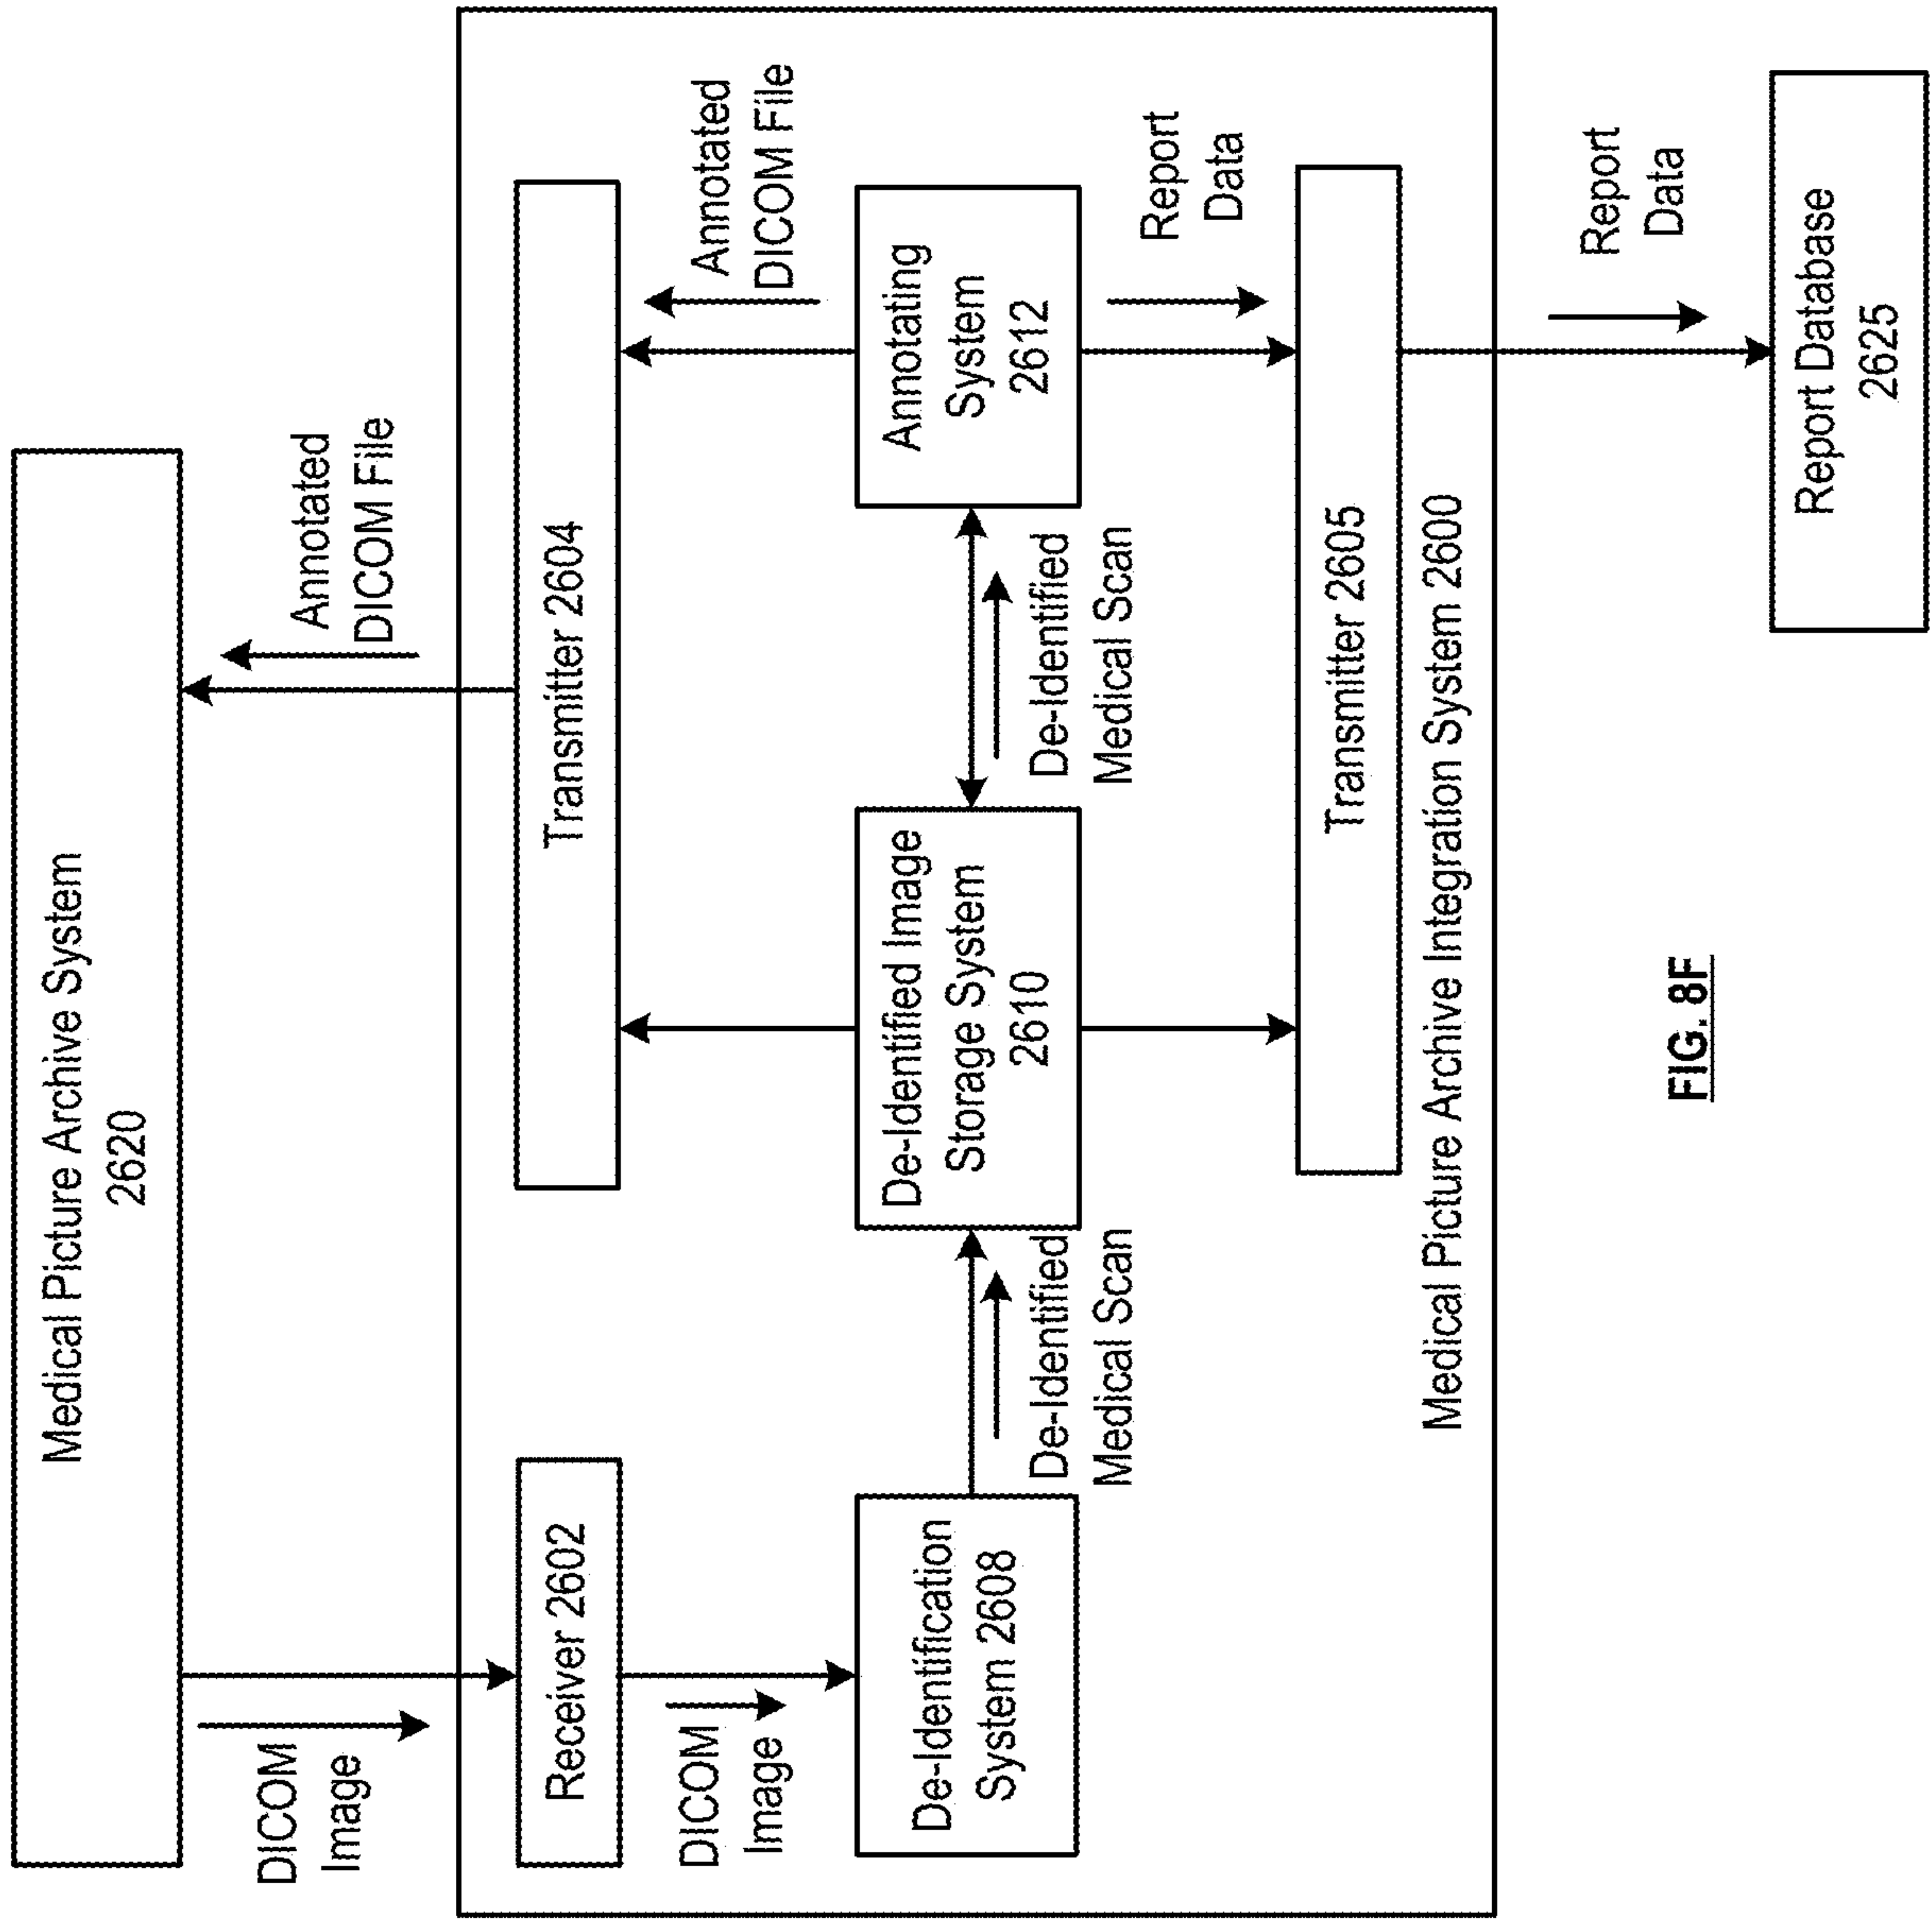 Medical Picture Archive System
2620
DICOM
Image
Annotated
DICOM File
Receiver 2602
Transmitter 2604
DICOM
Image
Annotated
DICOM File
De-Identification
System 2608
De-Identified Image
Storage System
2610
Annotating
System
2612
De-Identified
Medical Scan
De-Identified
Medical Scan
Report
Data
Transmitter 2605
Medical Picture Archive Integration System 2600
Report
Data
Report Database
2625
FIG. 8F